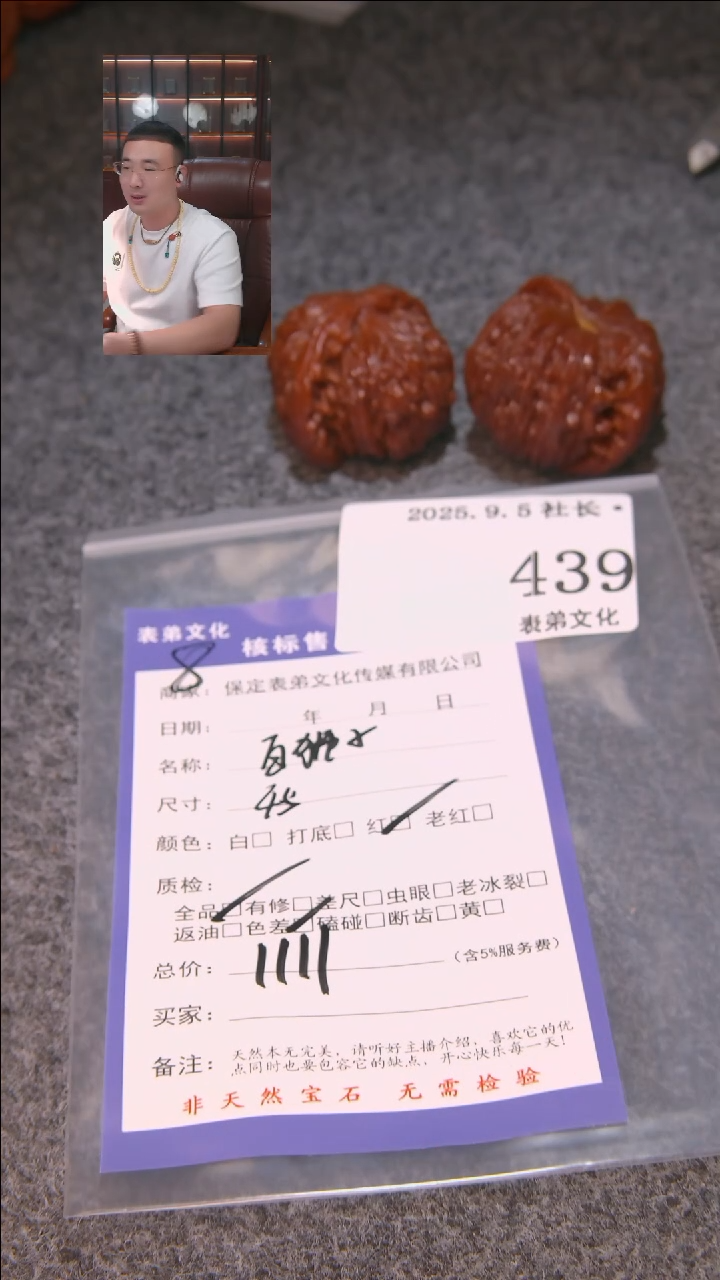 2025.9.5 社长
439
表弟文化
表弟文化 核标售
8
商家: 保定表弟文化传媒有限公司
日期: 年 月 日
名称: 百狮子
尺寸: 45
颜色: 白□ 打底□ 红□ 老红□
质检:
全品□有修□差尺□虫眼□老冰裂□
返油□色差□磕碰□断齿□黄□
总价: 1111 (含5%服务费)
买家:
备注: 天然本无完美,请听好主播介绍,喜欢它的优
点同时也要包容它的缺点,开心快乐每一天!
非天然宝石 无需检验